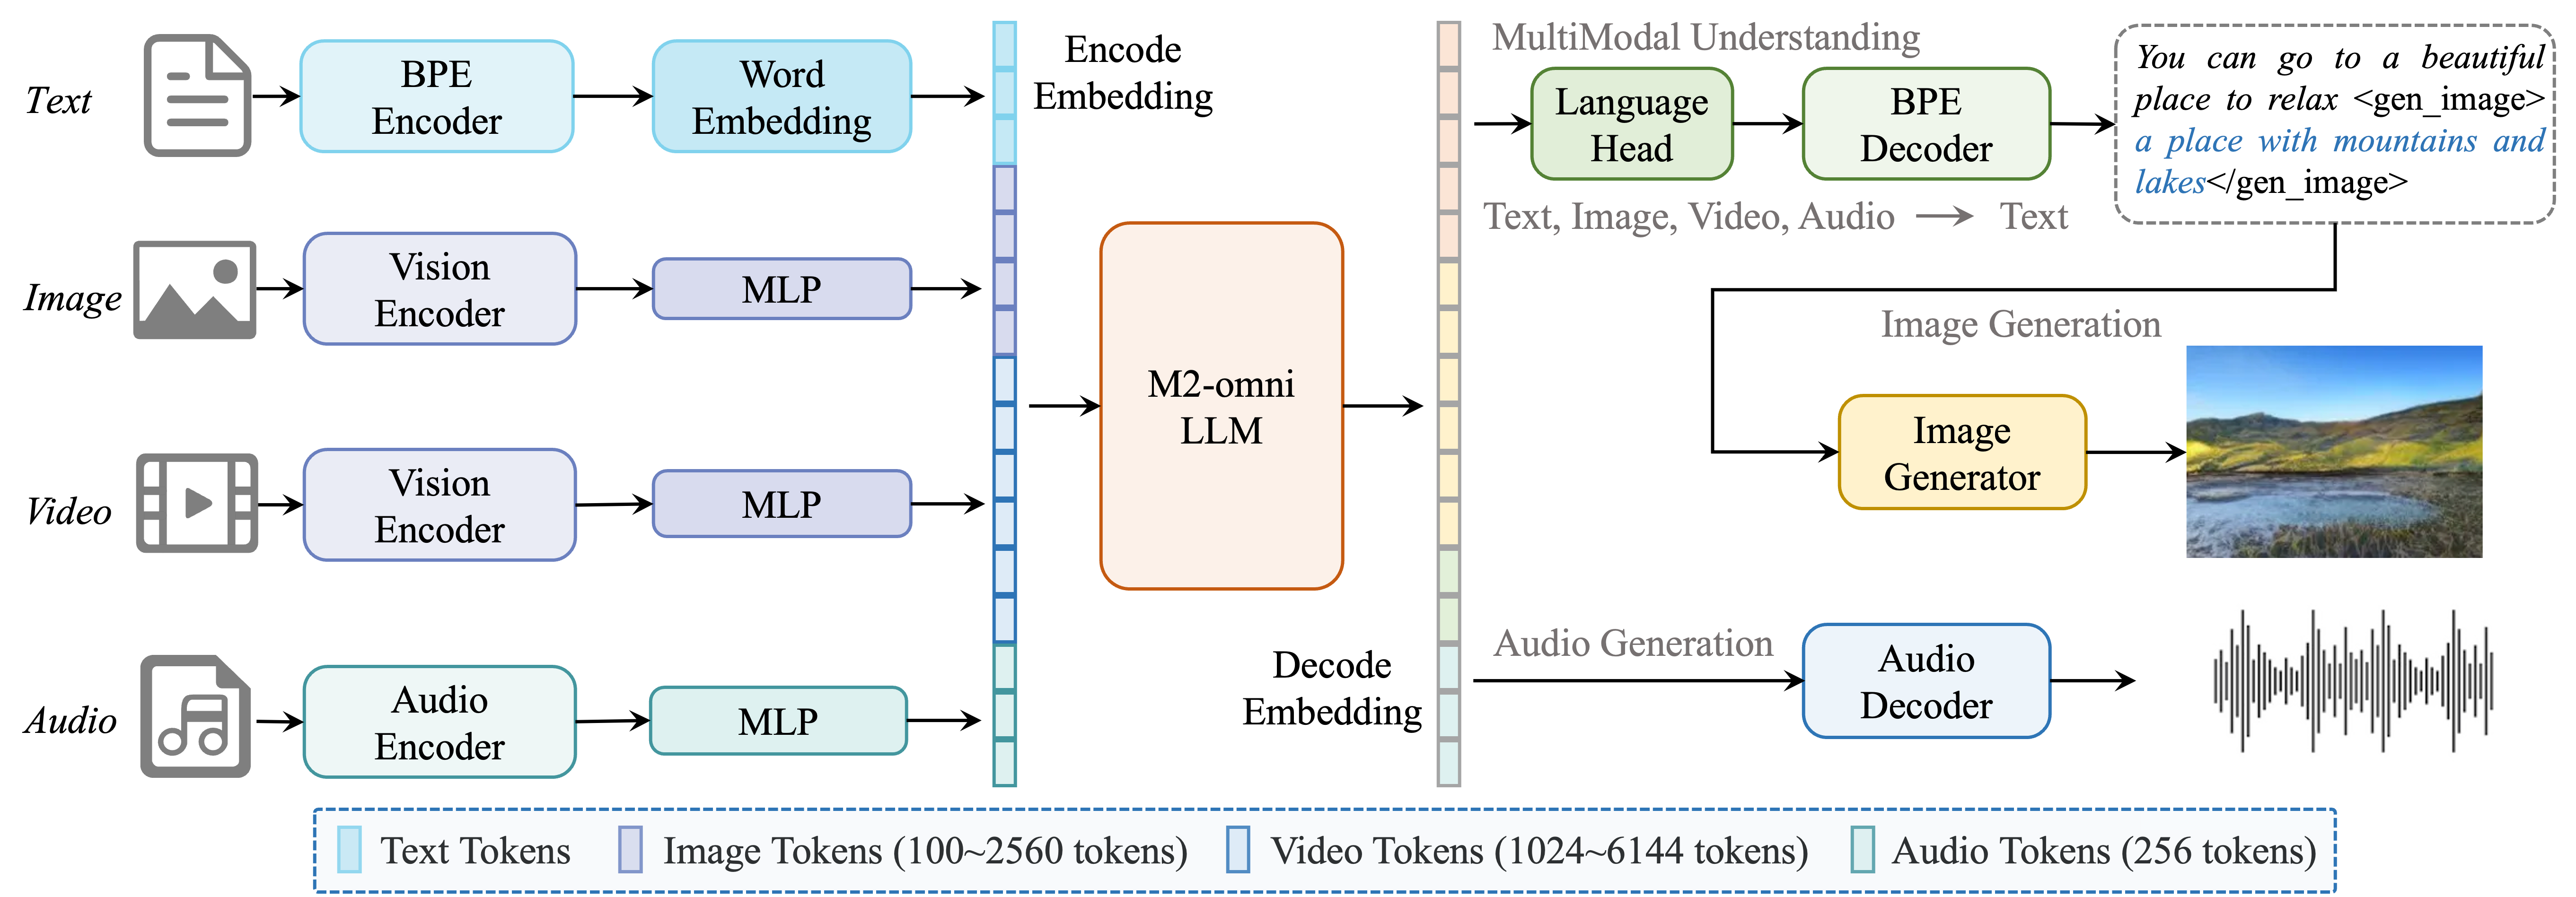 Text
BPE
Encoder
Word
Embedding
Encode
Embedding
MultiModal Understanding
Language
Head
BPE
Decoder
You can go to a beautiful
place to relax <gen_image>
a place with mountains and
lakes</gen_image>
Text, Image, Video, Audio → Text
Image
Vision
Encoder
MLP
M2-omni
LLM
Image Generation
Image
Generator
Video
Vision
Encoder
MLP
Audio
Audio
Encoder
MLP
Decode
Embedding
Audio Generation
Audio
Decoder
Text Tokens
Image Tokens (100~2560 tokens)
Video Tokens (1024~6144 tokens)
Audio Tokens (256 tokens)